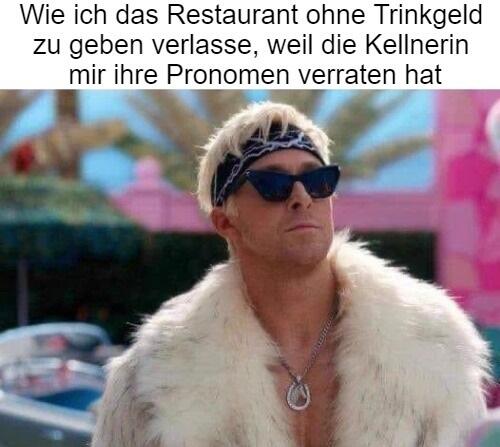 Wie ich das Restaurant ohne Trinkgeld
zu geben verlasse, weil die Kellnerin
mir ihre Pronomen verraten hat